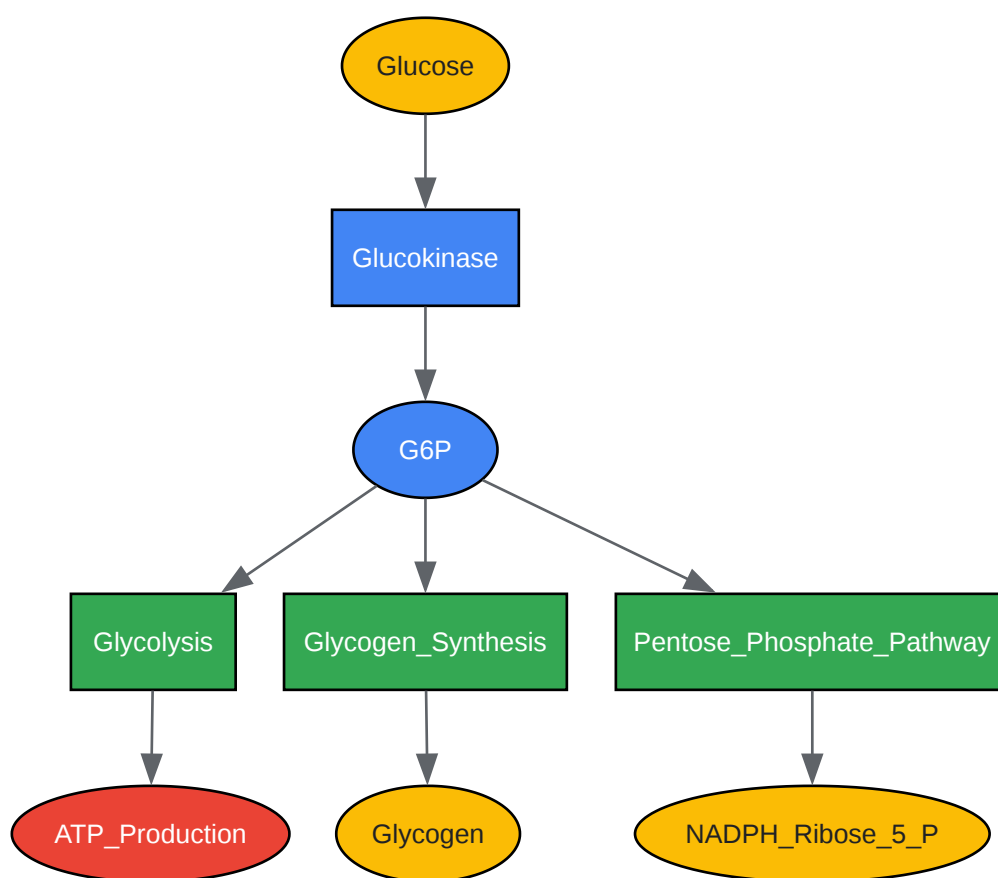 Glucose
Glucokinase
G6P
Glycolysis
Glycogen_Synthesis
Pentose_Phosphate_Pathway
ATP_Production
Glycogen
NADPH_Ribose_5_P